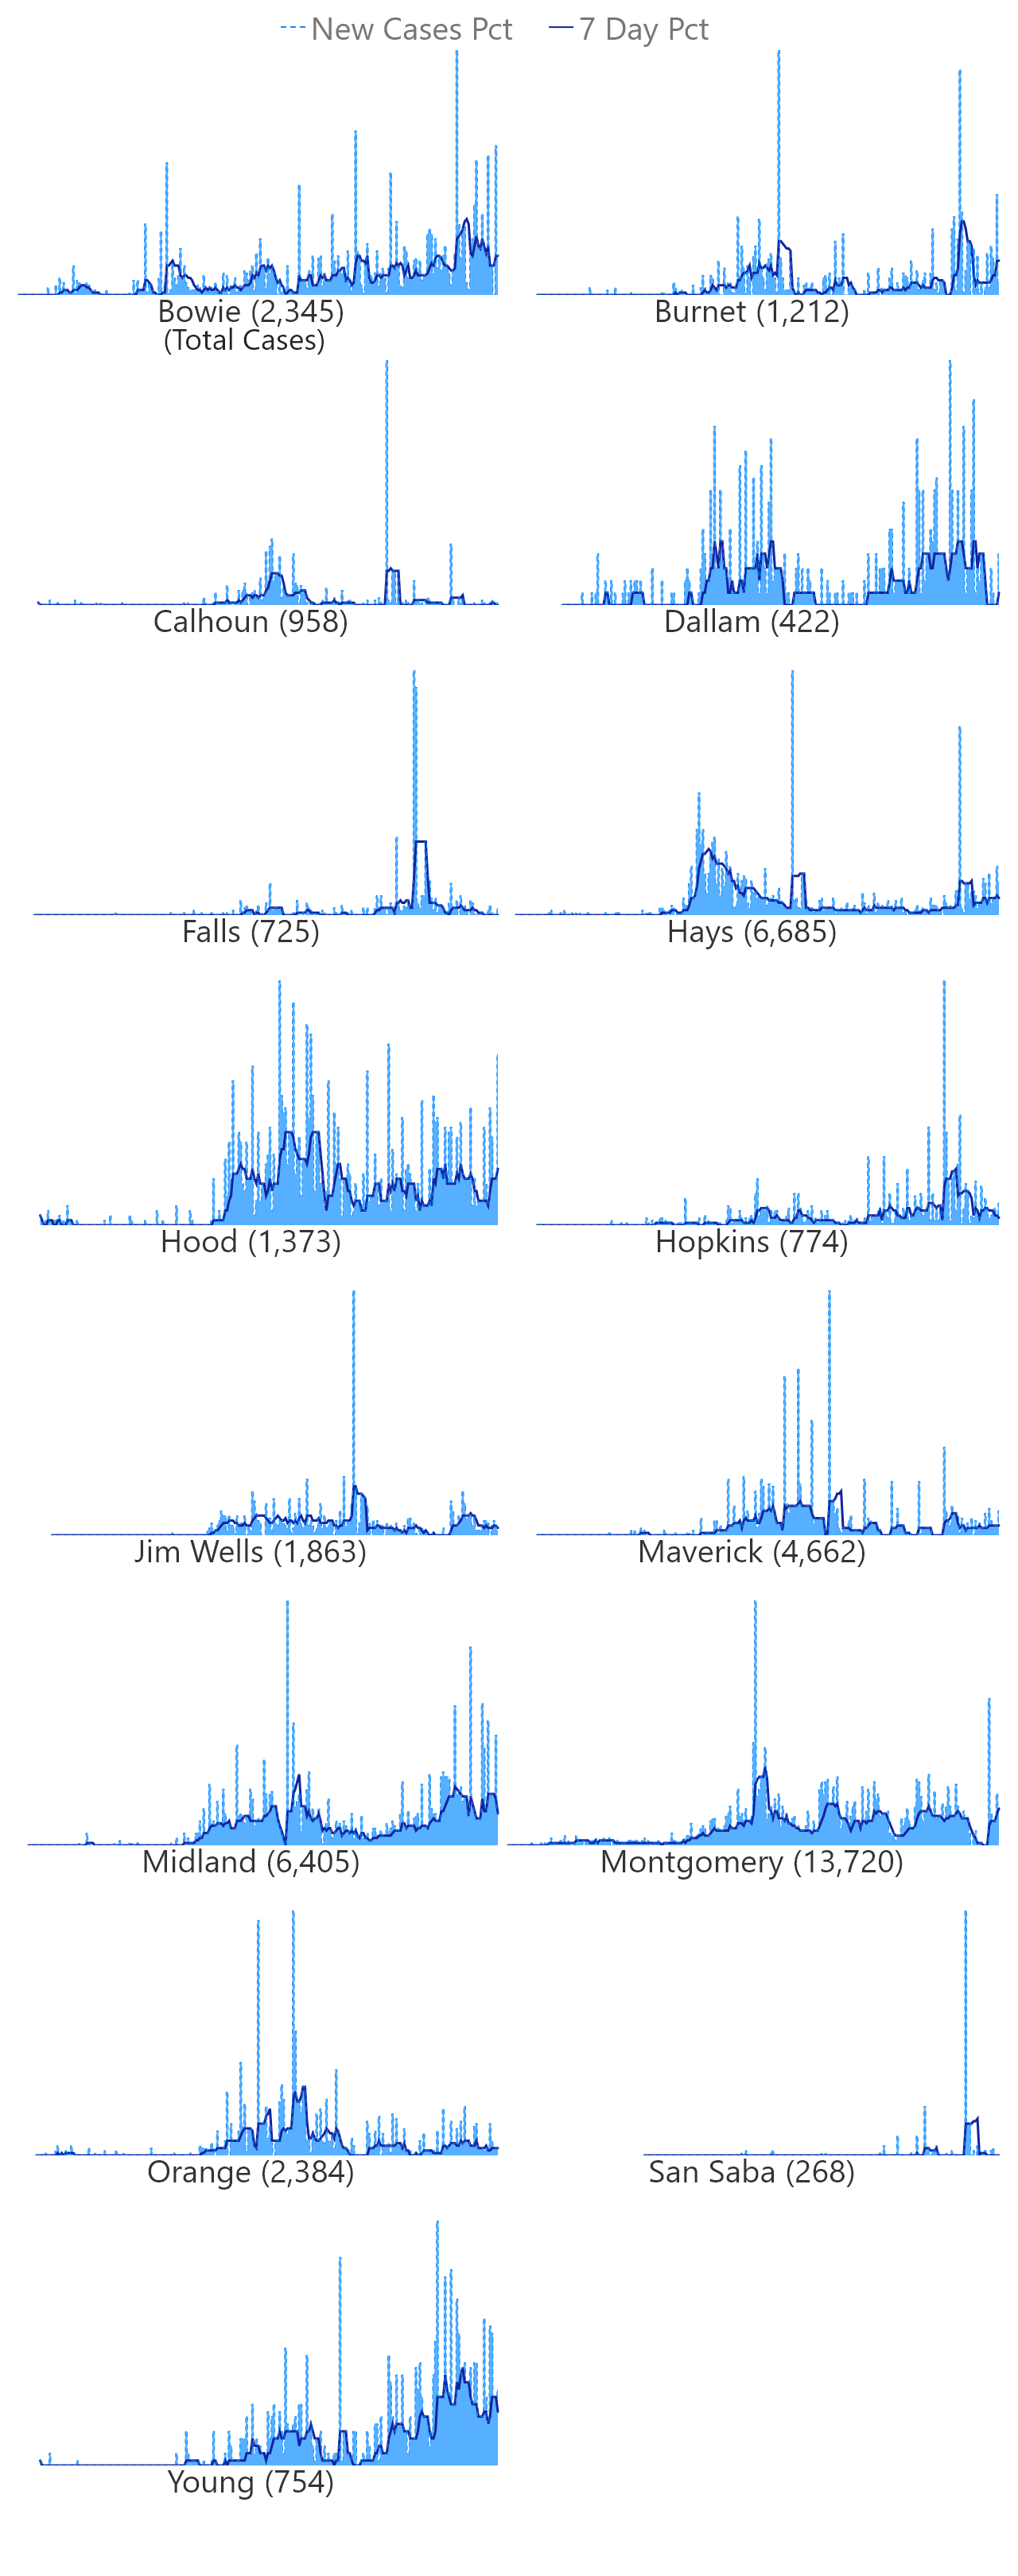 New Cases Pct 7 Day Pct
Bowie (2,345) Burnet (1,212)
(Total Cases)
Calhoun (958) Dallam (422)
Falls (725) Hays (6,685)
Hood (1,373) Hopkins (774)
Jim Wells (1,863) Maverick (4,662)
Midland (6,405) Montgomery (13,720)
Orange (2,384) San Saba (268)
Young (754)